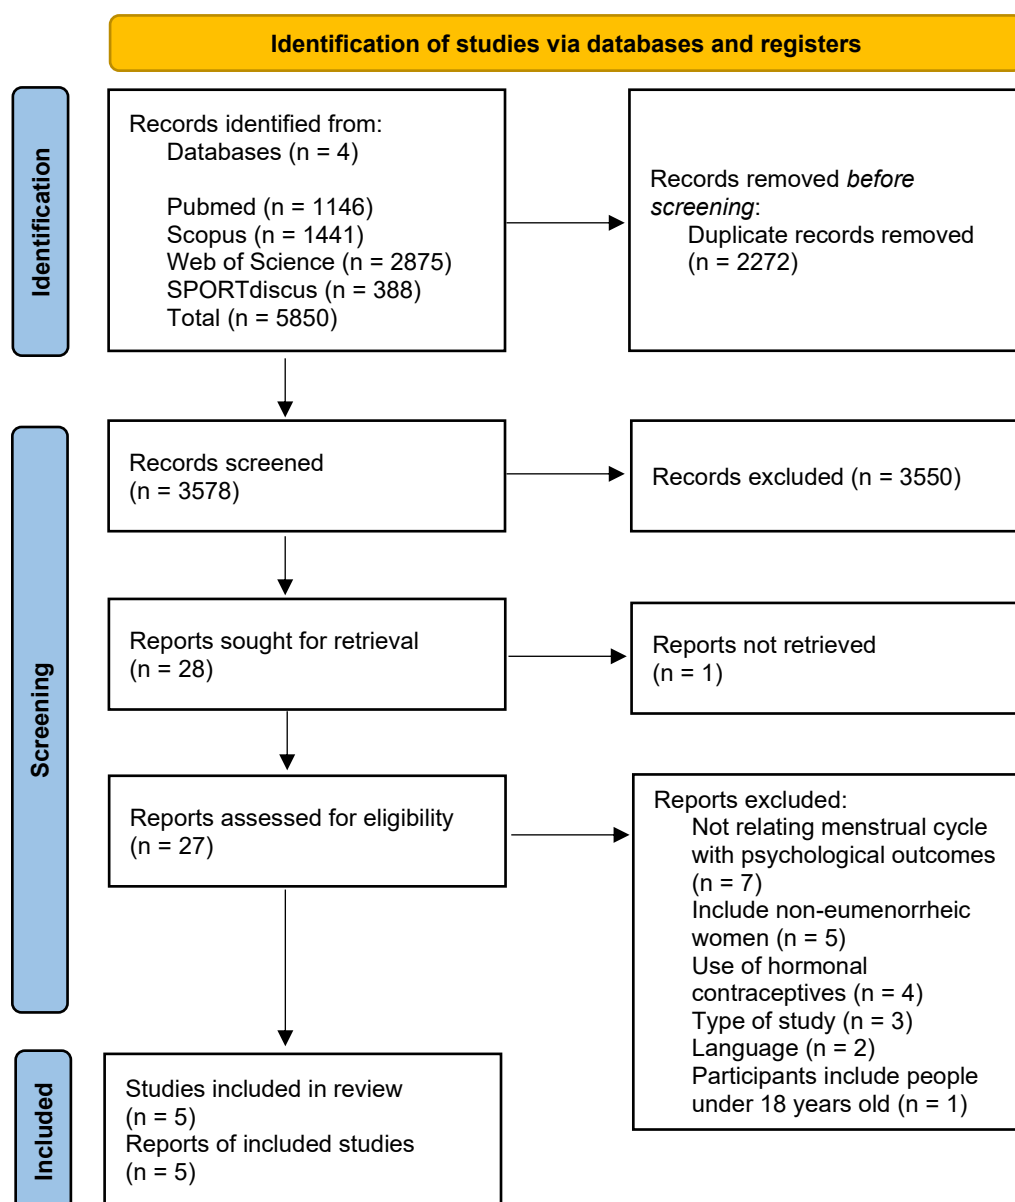 Identification of studies via databases and registers
Identification
Records identified from:
Databases (n = 4)
Pubmed (n = 1146)
Scopus (n = 1441)
Web of Science (n = 2875)
SPORTdiscus (n = 388)
Total (n = 5850)
Records removed before
screening:
Duplicate records removed
(n = 2272)
Screening
Records screened
(n = 3578)
Records excluded (n = 3550)
Reports sought for retrieval
(n = 28)
Reports not retrieved
(n = 1)
Reports assessed for eligibility
(n = 27)
Reports excluded:
Not relating menstrual cycle
with psychological outcomes
(n = 7)
Include non-eumenorrheic
women (n = 5)
Use of hormonal
contraceptives (n = 4)
Type of study (n = 3)
Language (n = 2)
Participants include people
under 18 years old (n = 1)
Included
Studies included in review
(n = 5)
Reports of included studies
(n = 5)